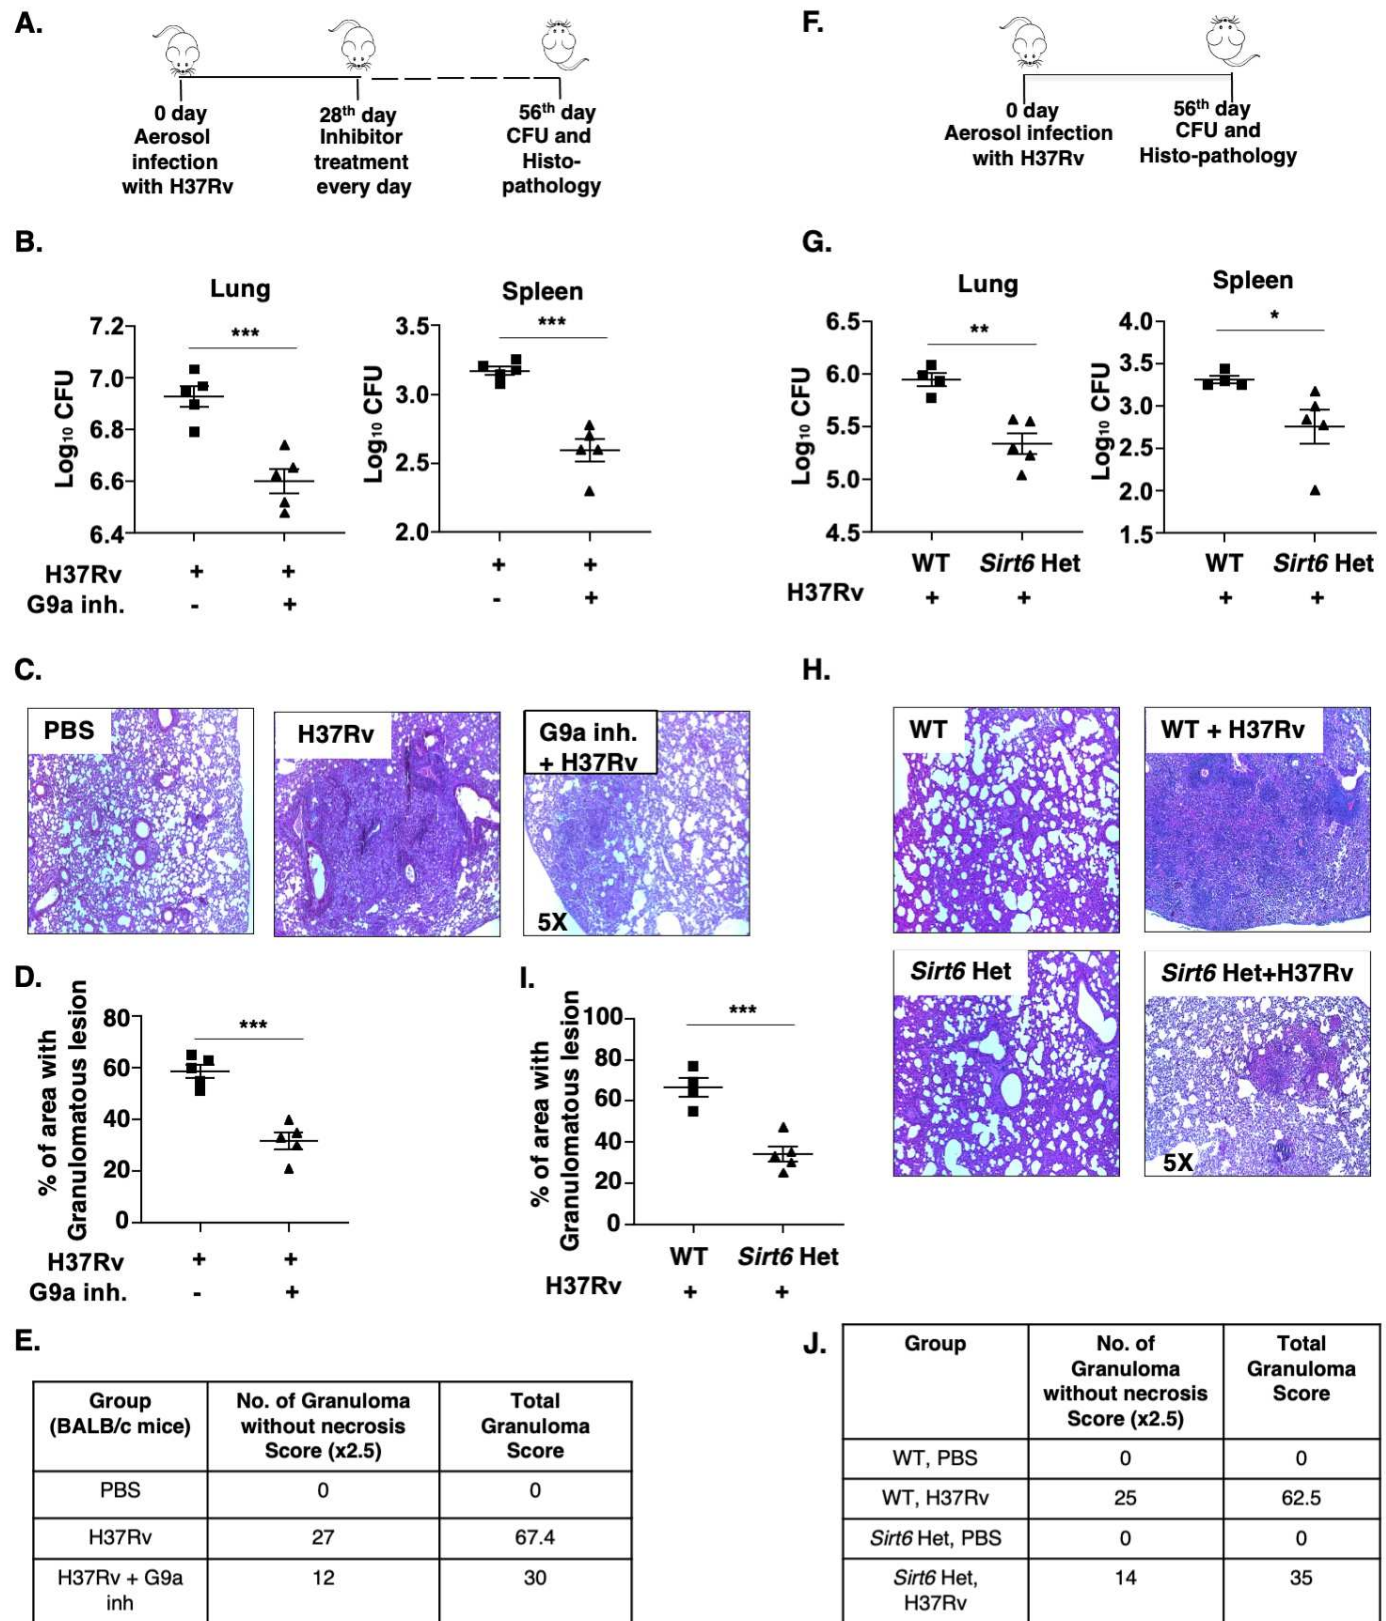 A.
0 day
Aerosol
infection
with H37Rv
28th day
Inhibitor
treatment
every day
56th day
CFU and
Histo-
pathology
B.
Lung
***
Log10 CFU
7.2
7.0
6.8
6.6
6.4
Spleen
***
Log10 CFU
3.5
3.0
2.5
2.0
H37Rv + + + +
G9a inh. - + - +
C.
PBS
H37Rv
G9a inh.
+ H37Rv
5X
D.
% of area with
Granulomatous lesion
80
60
40
20
0
***
H37Rv + +
G9a inh. - +
E.
Group
(BALB/c mice)
No. of Granuloma
without necrosis
Score (x2.5)
Total
Granuloma
Score
PBS 0 0
H37Rv 27 67.4
H37Rv + G9a
inh
12 30
F.
0 day
Aerosol infection
with H37Rv
56th day
CFU and
Histo-pathology
G.
Lung
**
Log10 CFU
6.5
6.0
5.5
5.0
4.5
WT Sirt6 Het
Spleen
*
Log10 CFU
4.0
3.5
3.0
2.5
2.0
1.5
WT Sirt6 Het
H37Rv + + + +
H.
WT
WT + H37Rv
Sirt6 Het
Sirt6 Het+H37Rv
5X
I.
% of area with
Granulomatous lesion
100
80
60
40
20
0
***
WT Sirt6 Het
H37Rv + +
J.
Group
No. of
Granuloma
without necrosis
Score (x2.5)
Total
Granuloma
Score
WT, PBS 0 0
WT, H37Rv 25 62.5
Sirt6 Het, PBS 0 0
Sirt6 Het,
H37Rv
14 35